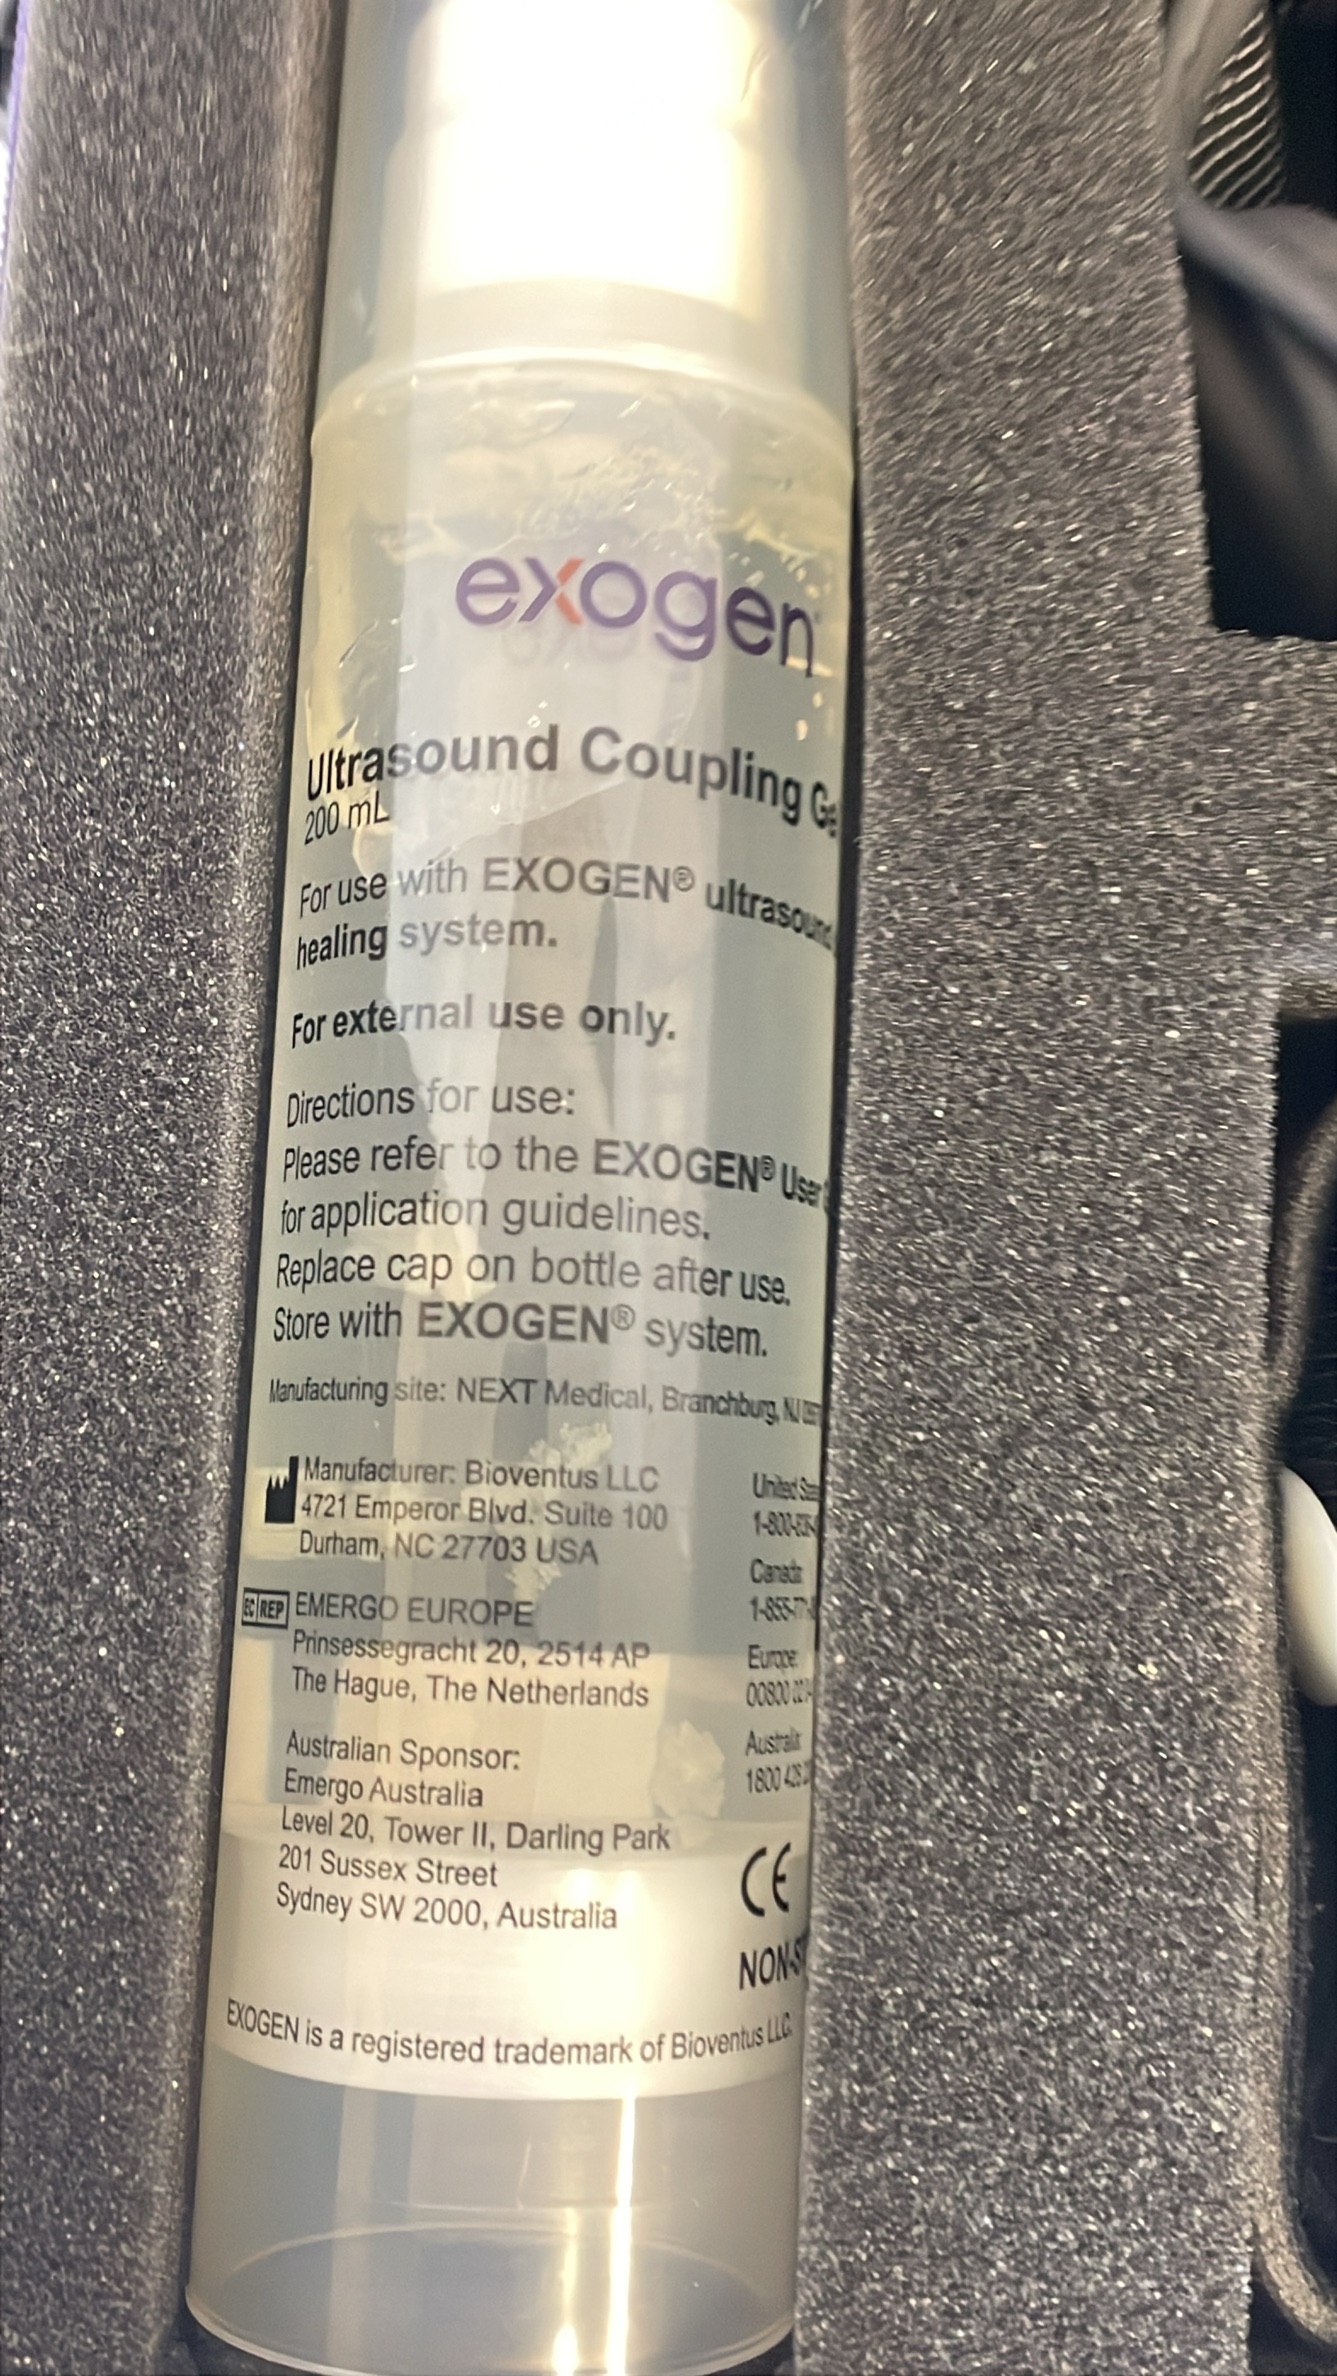 exogen
Ultrasound Coupling
200 mL
For use with EXOGEN® ultrasound
healing system.
For external use only.
Directions for use:
Please refer to the EXOGEN® User
for application guidelines.
Replace cap on bottle after use.
Store with EXOGEN® system.
Manufacturing site: NEXT Medical, Branchburg, NJ
Manufacturer: Bioventus LLC
4721 Emperor Blvd. Suite 100
Durham, NC 27703 USA
EC REP EMERGO EUROPE
Prinsessegracht 20, 2514 AP
The Hague, The Netherlands
Australian Sponsor:
Emergo Australia
Level 20, Tower II, Darling Park
201 Sussex Street
Sydney SW 2000, Australia
United
Canada:
Europe:
Australia:
CE
EXOGEN is a registered trademark of Bioventus LLC.